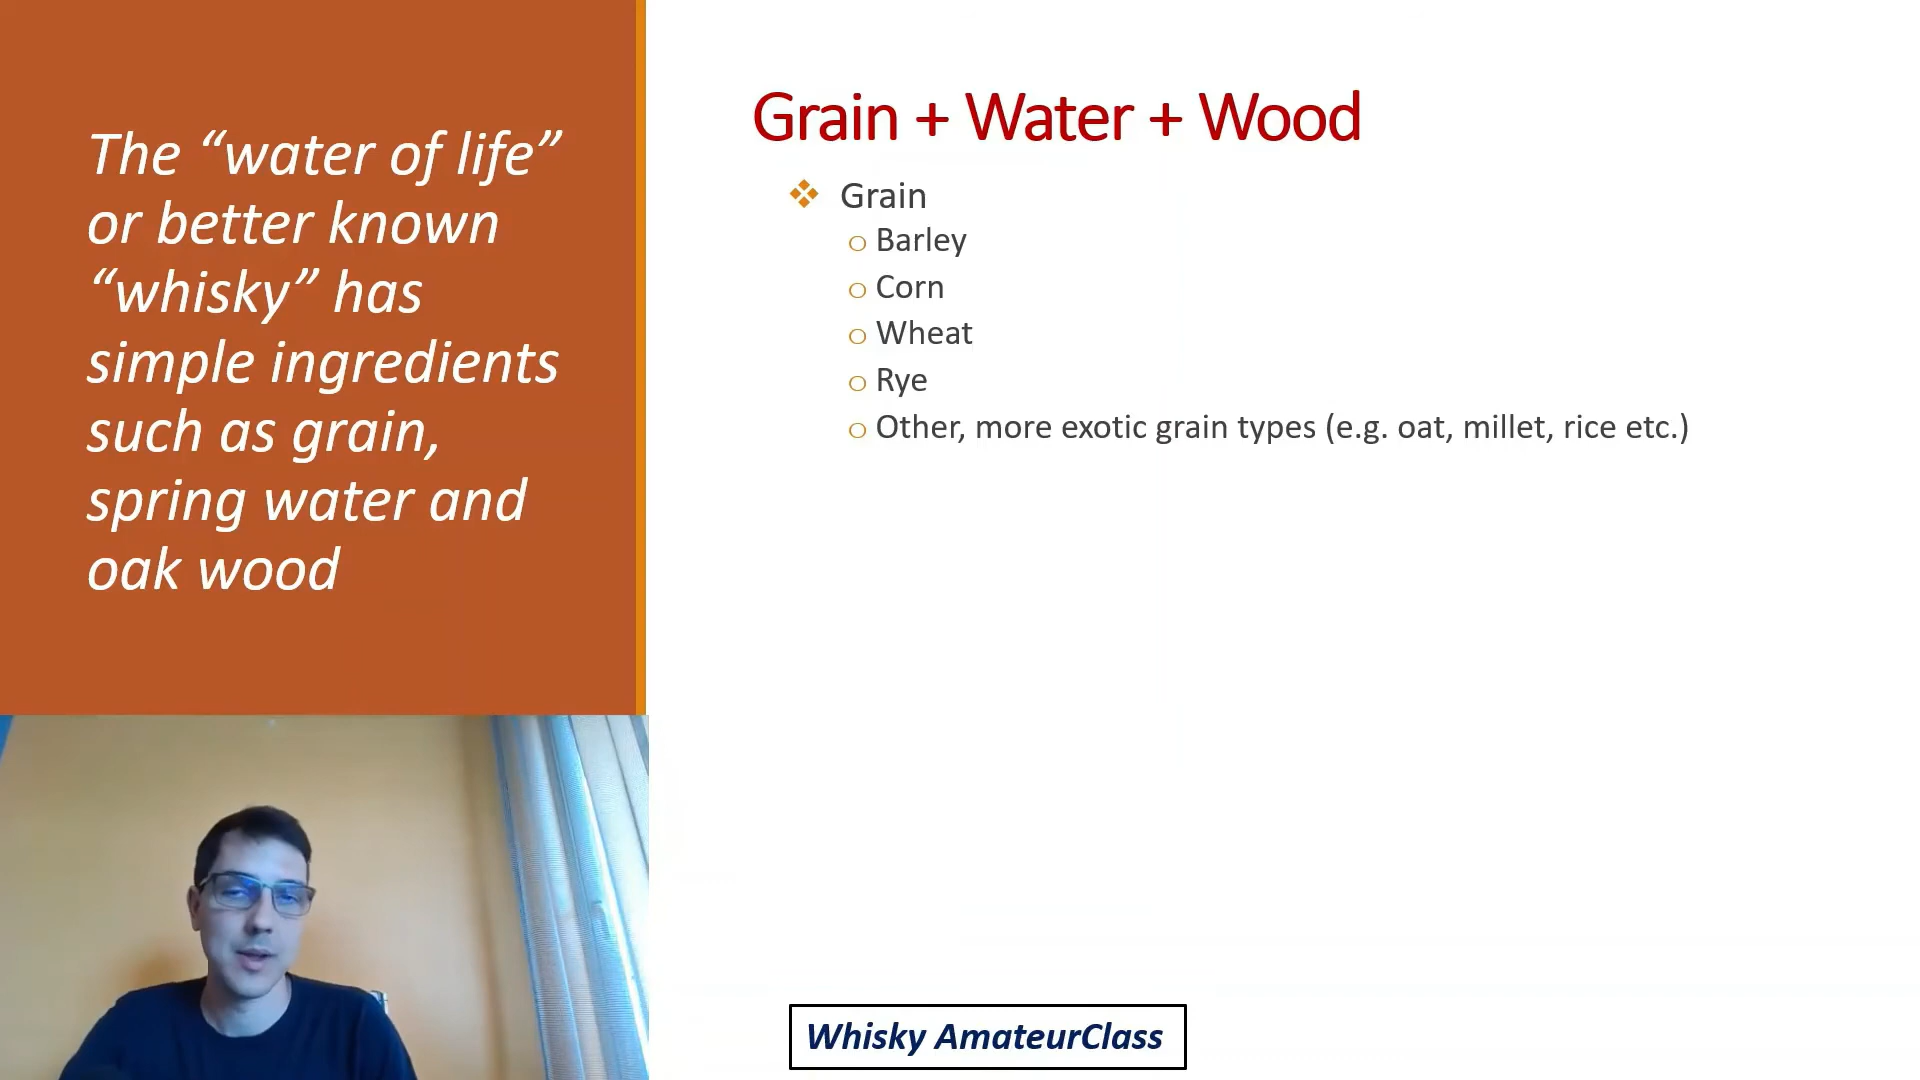 The “water of life”
or better known
“whisky” has
simple ingredients
such as grain,
spring water and
oak wood
Grain + Water + Wood
Grain
Barley
Corn
Wheat
Rye
Other, more exotic grain types (e.g. oat, millet, rice etc.)
Whisky AmateurClass